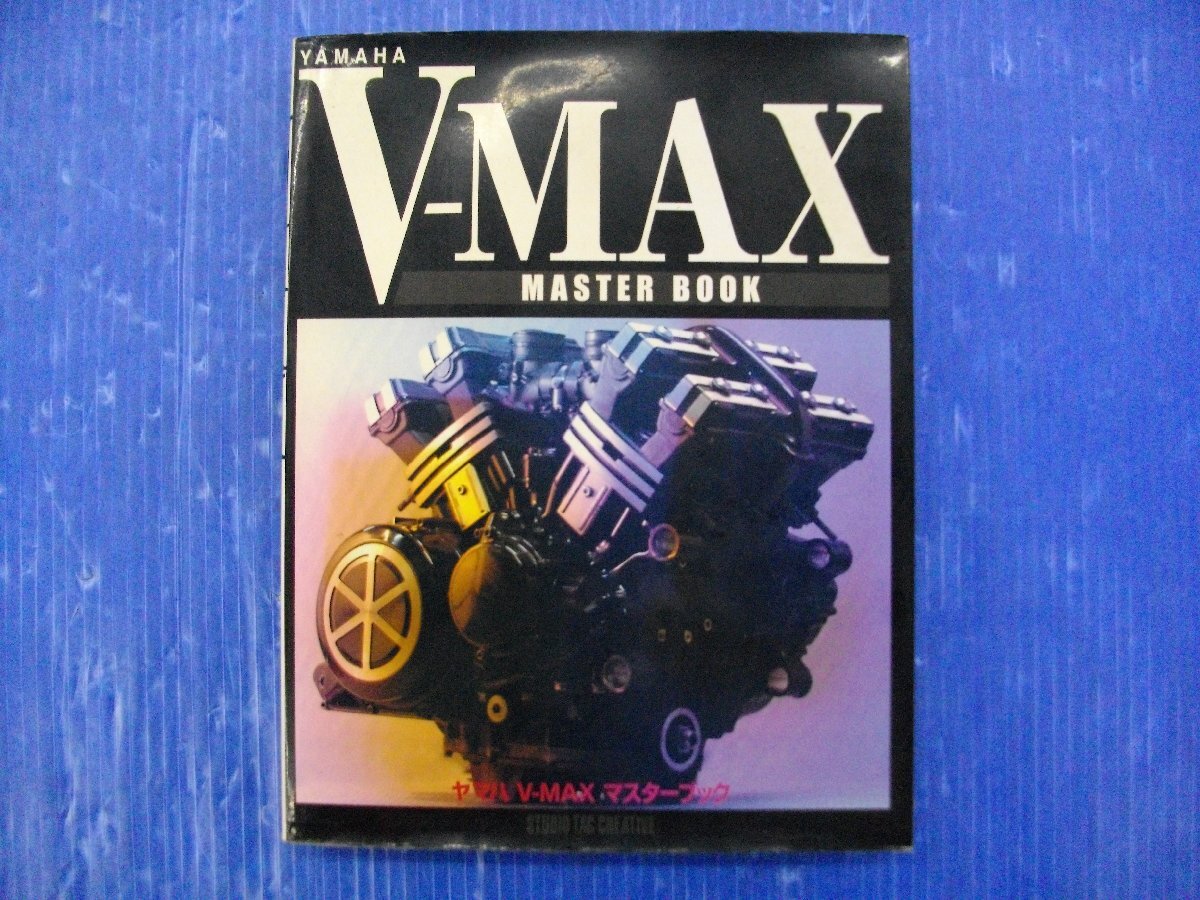 YAMAHA
V-MAX
MASTER BOOK
ヤマハ V-MAX マスターブック
STUDIO TAC CREATIVE